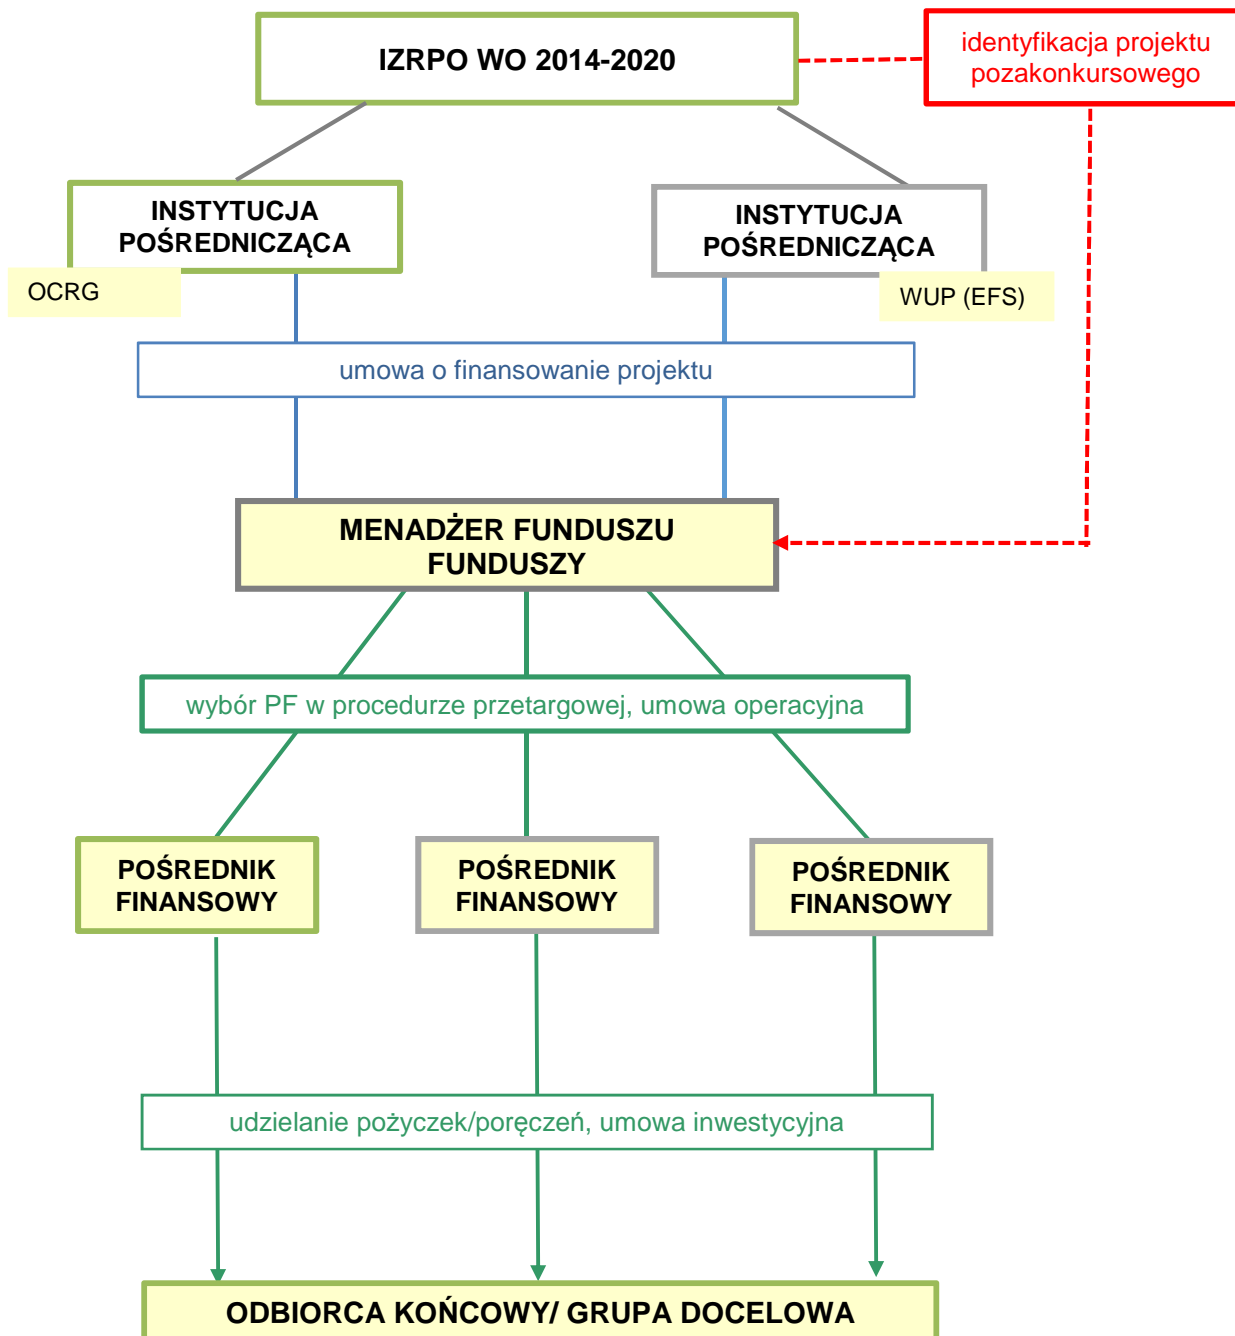 IZRPO WO 2014-2020
identyfikacja projektu
pozakonkursowego
INSTYTUCJA
POŚREDNICZĄCA
INSTYTUCJA
POŚREDNICZĄCA
OCRG
WUP (EFS)
umowa o finansowanie projektu
MENADŻER FUNDUSZU
FUNDUSZY
wybór PF w procedurze przetargowej, umowa operacyjna
POŚREDNIK
FINANSOWY
POŚREDNIK
FINANSOWY
POŚREDNIK
FINANSOWY
udzielanie pożyczek/poręczeń, umowa inwestycyjna
ODBIORCA KOŃCOWY/ GRUPA DOCELOWA